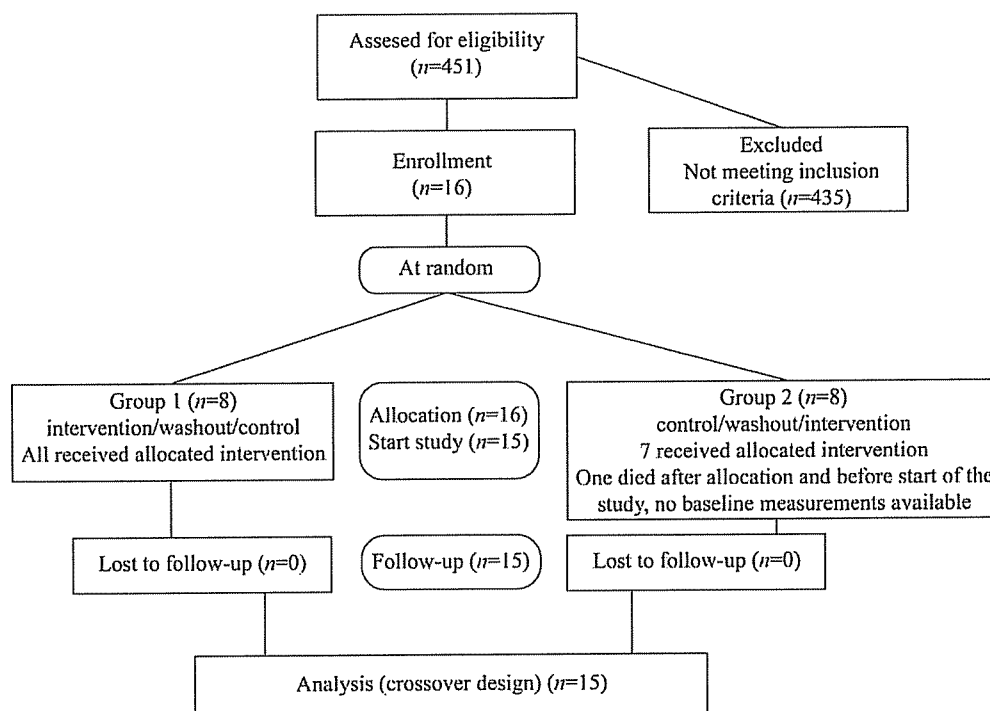 Assesed for eligibility
(n=451)
Excluded
Not meeting inclusion
criteria (n=435)
Enrollment
(n=16)
At random
Group 1 (n=8)
intervention/washout/control
All received allocated intervention
Allocation (n=16)
Start study (n=15)
Group 2 (n=8)
control/washout/intervention
7 received allocated intervention
One died after allocation and before start of the
study, no baseline measurements available
Lost to follow-up (n=0)
Follow-up (n=15)
Lost to follow-up (n=0)
Analysis (crossover design) (n=15)